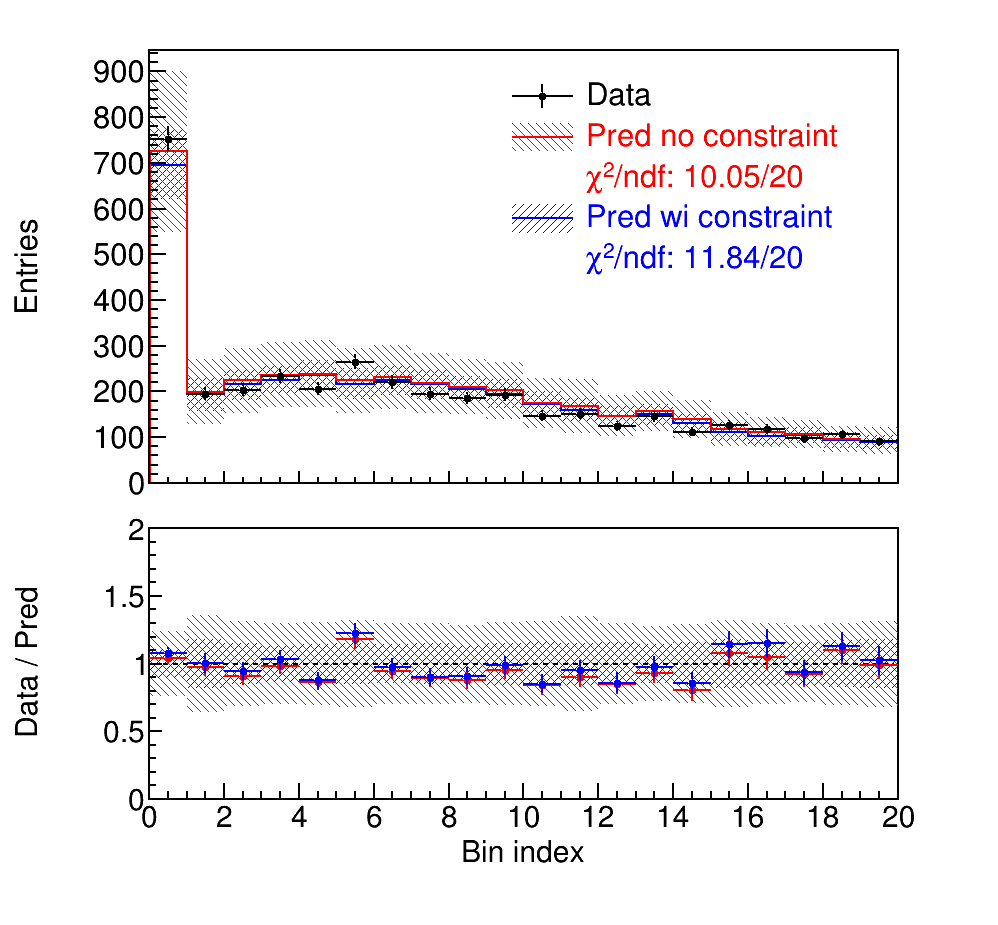 900
800
700
600
500
400
300
200
100
0
Entries
Data
Pred no constraint
χ²/ndf: 10.05/20
Pred wi constraint
χ²/ndf: 11.84/20
2
1.5
1
0.5
0
Data / Pred
0 2 4 6 8 10 12 14 16 18 20
Bin index